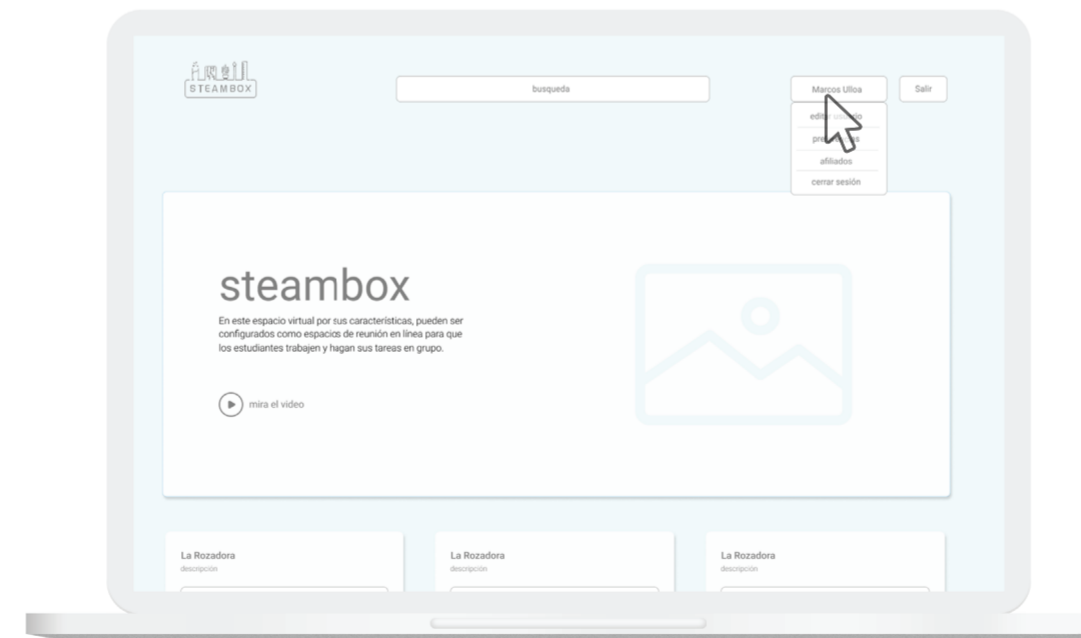 STEAMBOX
busqueda
Marcos Ulloa
Salir
afiliados
cerrar sesión
steambox
En este espacio virtual por sus características, pueden ser
configurados como espacios de reunión en línea para que
los estudiantes trabajen y hagan sus tareas en grupo.
mira el video
La Rozadora
descripción
La Rozadora
descripción
La Rozadora
descripción